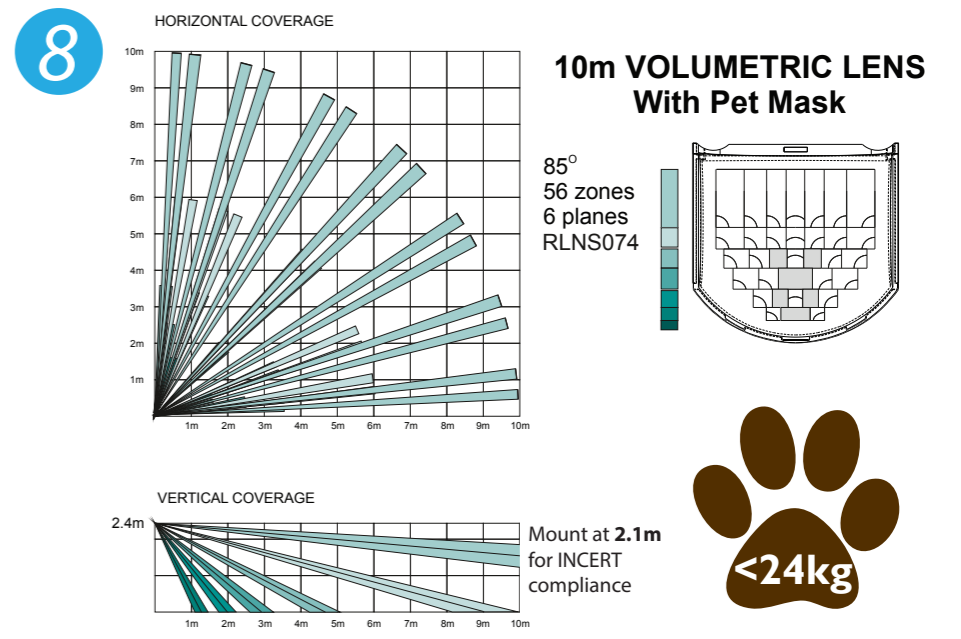 8
HORIZONTAL COVERAGE
10m
9m
8m
7m
6m
5m
4m
3m
2m
1m
1m 2m 3m 4m 5m 6m 7m 8m 9m 10m
10m VOLUMETRIC LENS
With Pet Mask
85°
56 zones
6 planes
RLNS074
VERTICAL COVERAGE
2.4m
1m 2m 3m 4m 5m 6m 7m 8m 9m 10m
Mount at 2.1m
for INCERT
compliance
<24kg